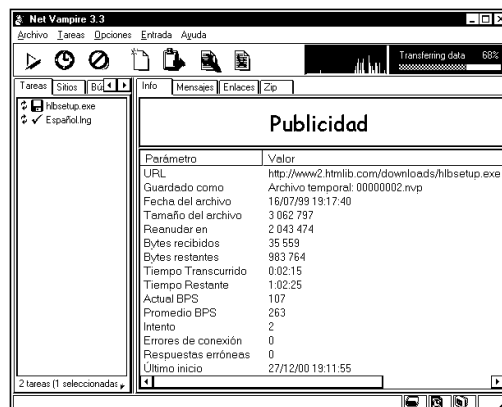 Net Vampire 3.3
Archivo Tareas Opciones Entrada Ayuda
Transferring data 68%
Tareas Sitios Bú
Info Mensajes Enlaces Zip
hlbsetup.exe
Español.lng
Publicidad
Parámetro Valor
URL http://www2.htmlib.com/downloads/hlbsetup.exe
Guardado como Archivo temporal: 00000002.nvp
Fecha del archivo 16/07/99 19:17:40
Tamaño del archivo 3 062 797
Reanudar en 2 043 474
Bytes recibidos 35 559
Bytes restantes 983 764
Tiempo Transcurrido 0:02:15
Tiempo Restante 1:02:25
Actual BPS 107
Promedio BPS 263
Intento 2
Errores de conexión 0
Respuestas erróneas 0
Último inicio 27/12/00 19:11:55
2 tareas (1 seleccionadas